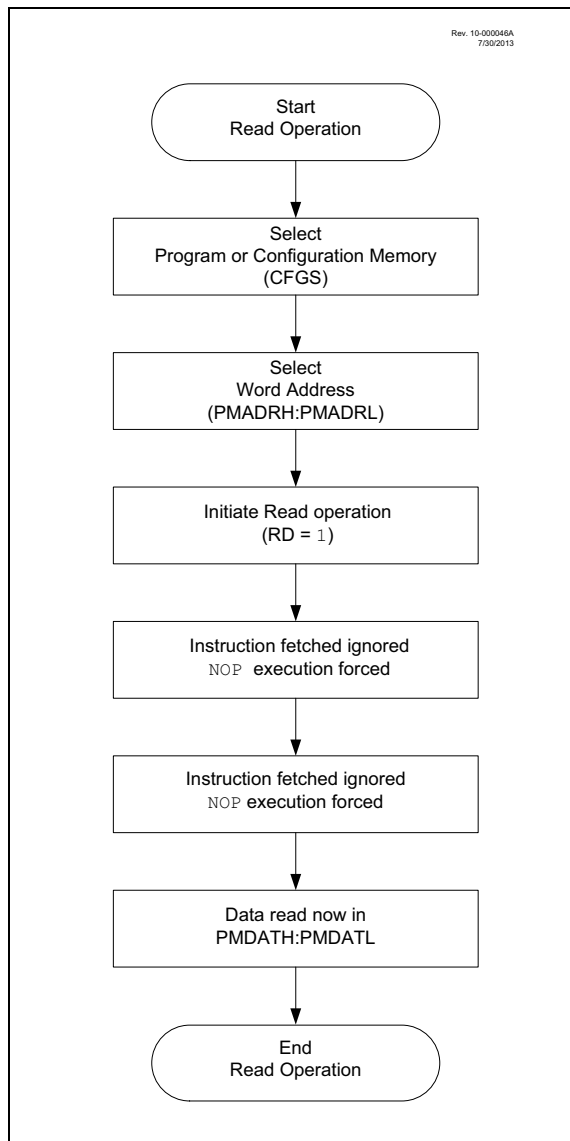 Rev. 10-000046A
7/30/2013
Start
Read Operation
Select
Program or Configuration Memory
(CFGS)
Select
Word Address
(PMADRH:PMADRL)
Initiate Read operation
(RD = 1)
Instruction fetched ignored
NOP execution forced
Instruction fetched ignored
NOP execution forced
Data read now in
PMDATH:PMDATL
End
Read Operation